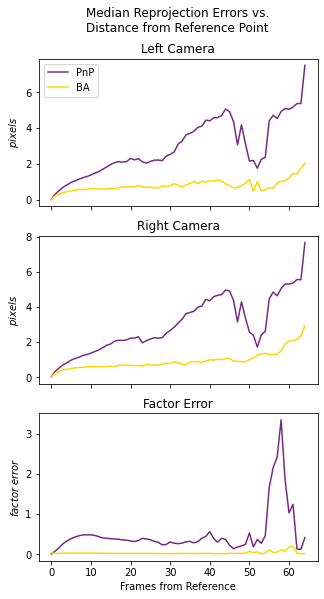 Median Reprojection Errors vs.
Distance from Reference Point
Left Camera
PnP
BA
6
4
2
0
pixels
Right Camera
8
6
4
2
0
pixels
Factor Error
3
2
1
0
factor error
0 10 20 30 40 50 60
Frames from Reference